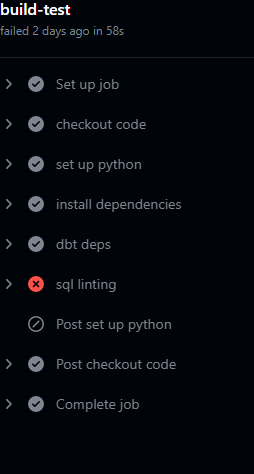 build-test
failed 2 days ago in 58s
Set up job
checkout code
set up python
install dependencies
dbt deps
sql linting
Post set up python
Post checkout code
Complete job